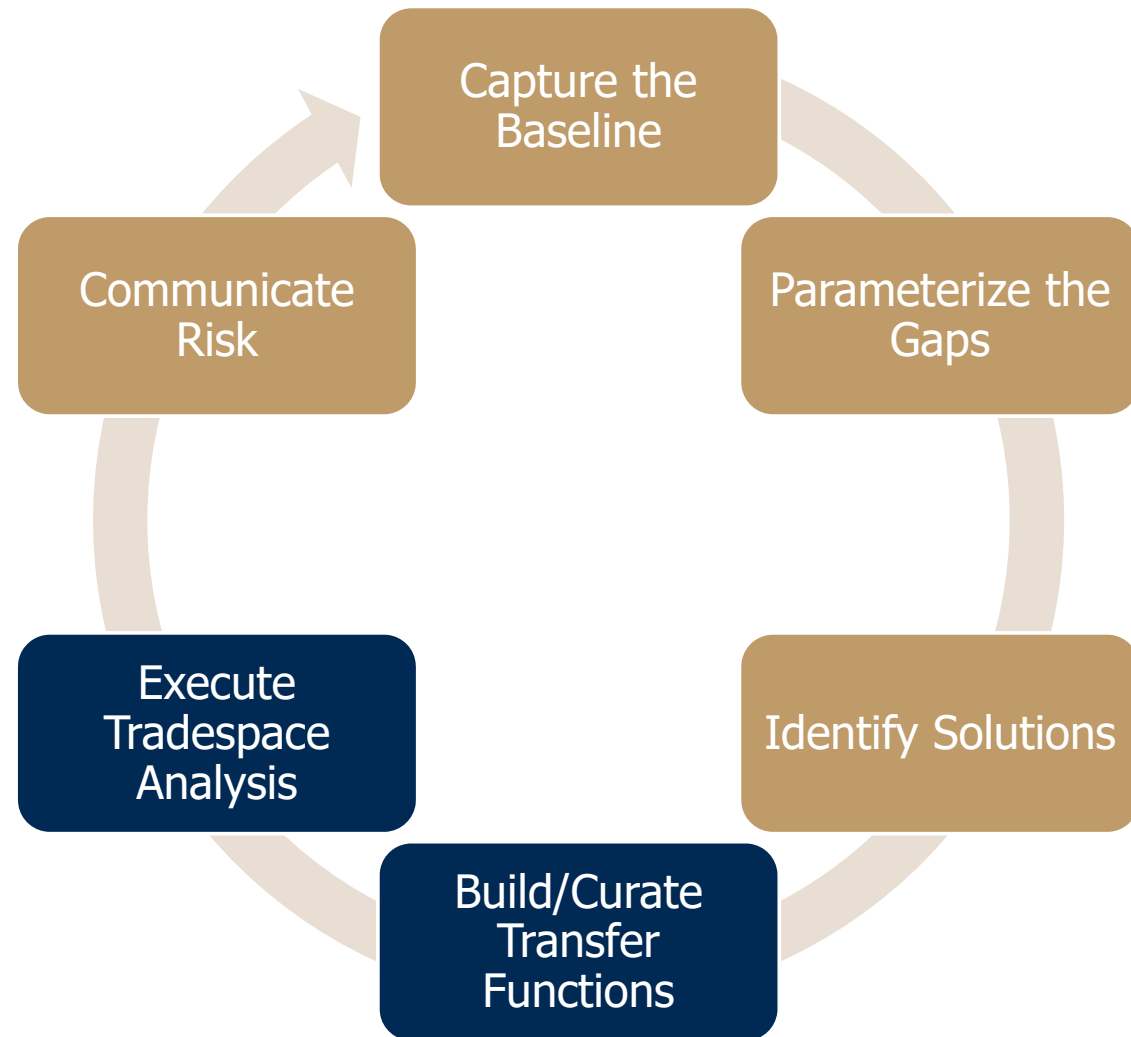 Capture the
Baseline
Parameterize the
Gaps
Identify Solutions
Build/Curate
Transfer
Functions
Execute
Tradespace
Analysis
Communicate
Risk